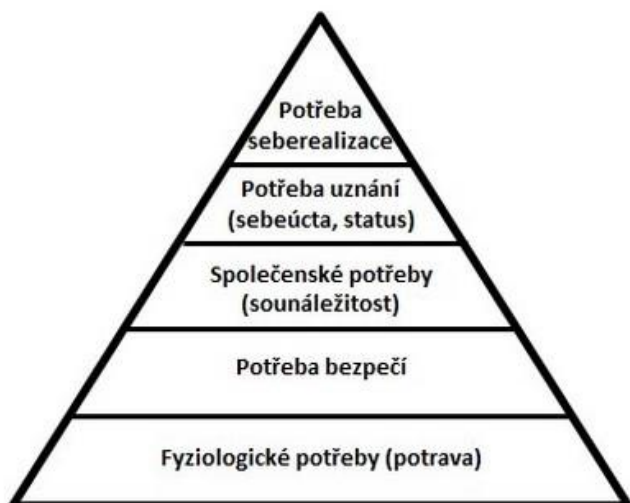 Potřeba
seberealizace
Potřeba uznání
(sebeúcta, status)
Společenské potřeby
(sounáležitost)
Potřeba bezpečí
Fyziologické potřeby (potrava)